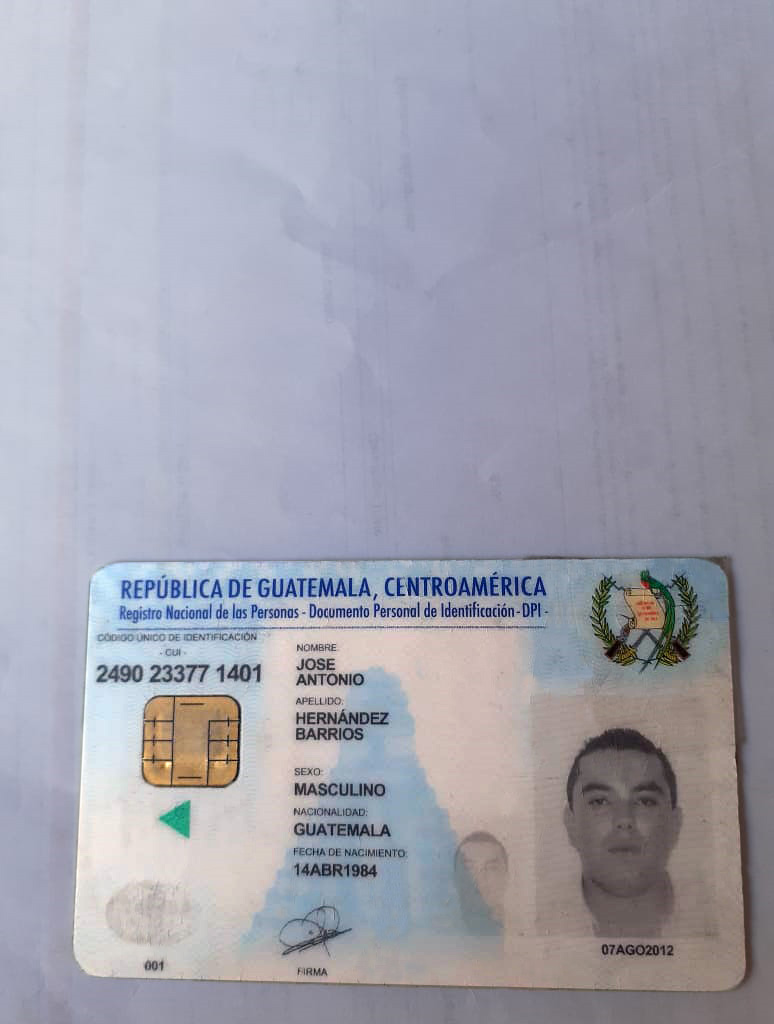 REPÚBLICA DE GUATEMALA, CENTROAMÉRICA
Registro Nacional de las Personas - Documento Personal de Identificación - DPI -
CÓDIGO ÚNICO DE IDENTIFICACIÓN
- CUI -
2490 23377 1401
NOMBRE:
JOSE
ANTONIO
APELLIDO:
HERNÁNDEZ
BARRIOS
SEXO:
MASCULINO
NACIONALIDAD:
GUATEMALA
FECHA DE NACIMIENTO:
14ABR1984
07AGO2012
001
FIRMA